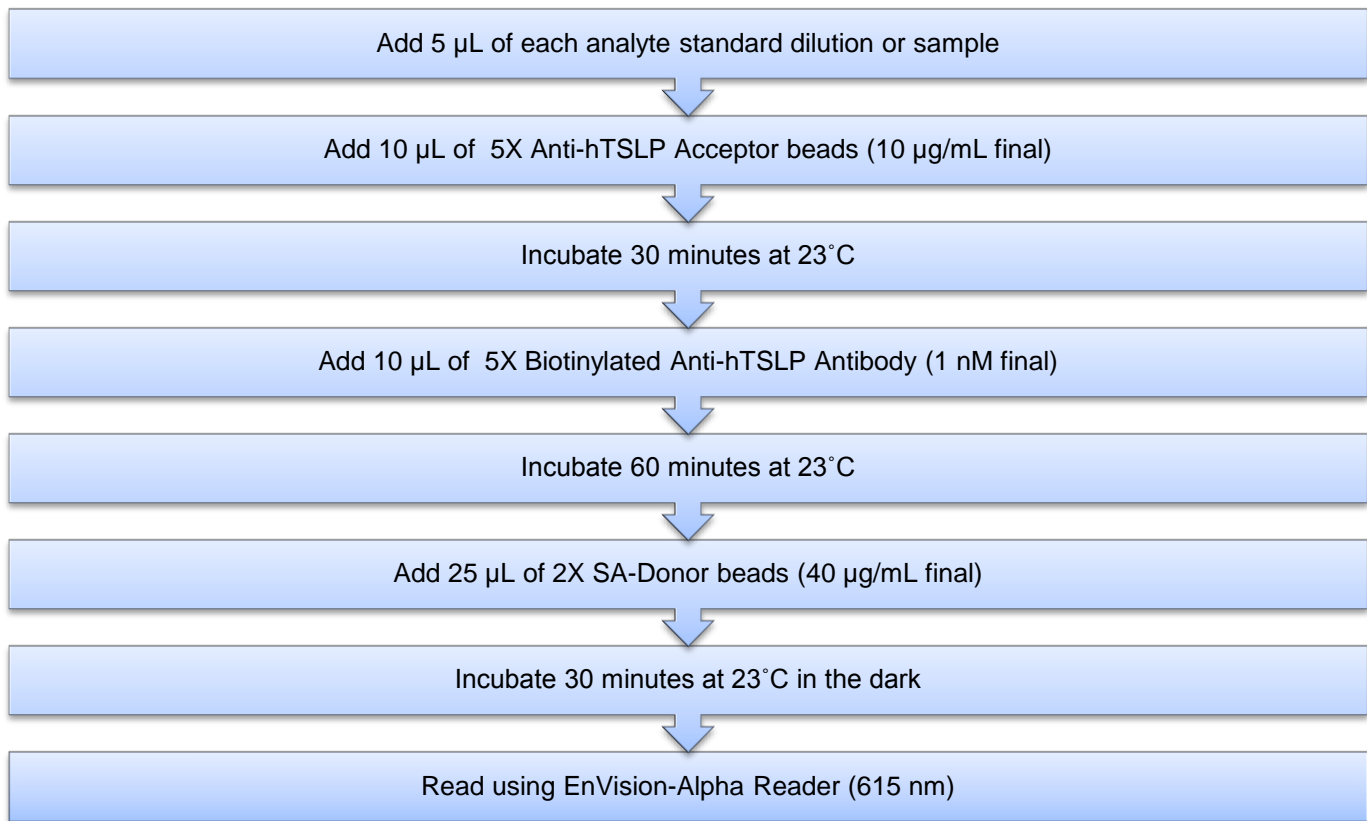 Add 5 µL of each analyte standard dilution or sample
Add 10 µL of  5X Anti-hTSLP Acceptor beads (10 µg/mL final)
Incubate 30 minutes at 23˚C
Add 10 µL of  5X Biotinylated Anti-hTSLP Antibody (1 nM final)
Incubate 60 minutes at 23˚C
Add 25 µL of 2X SA-Donor beads (40 µg/mL final)
Incubate 30 minutes at 23˚C in the dark
Read using EnVision-Alpha Reader (615 nm)